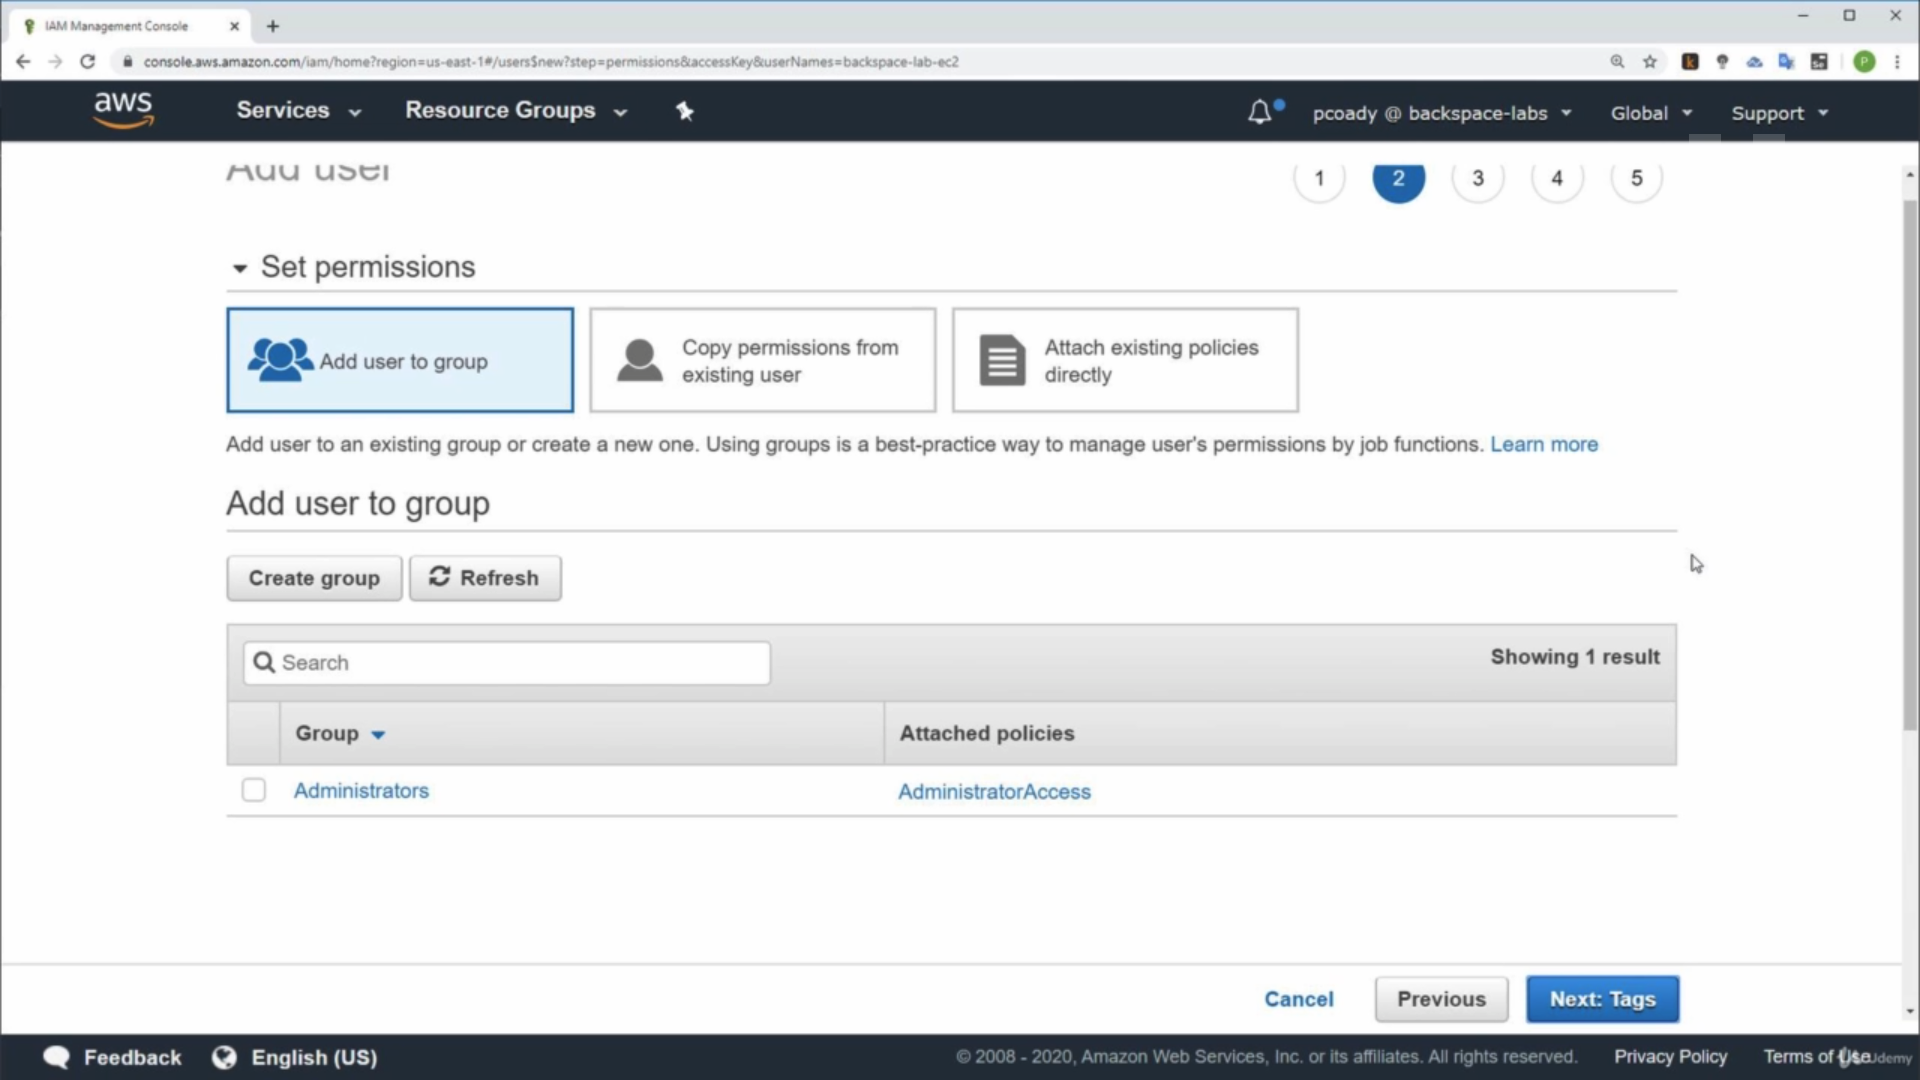 IAM Management Console
console.aws.amazon.com/iam/home?region=us-east-1#/users$new?step=permissions&accessKey&userNames=backspace-lab-ec2
P
aws
Services
Resource Groups
pcoady @ backspace-labs
Global
Support
Add user
1
2
3
4
5
Set permissions
Add user to group
Copy permissions from
existing user
Attach existing policies
directly
Add user to an existing group or create a new one. Using groups is a best-practice way to manage user's permissions by job functions. Learn more
Add user to group
Create group
Refresh
Search
Showing 1 result
Group
Attached policies
Administrators
AdministratorAccess
Cancel
Previous
Next: Tags
Feedback
English (US)
© 2008 - 2020, Amazon Web Services, Inc. or its affiliates. All rights reserved.
Privacy Policy
Terms of Use